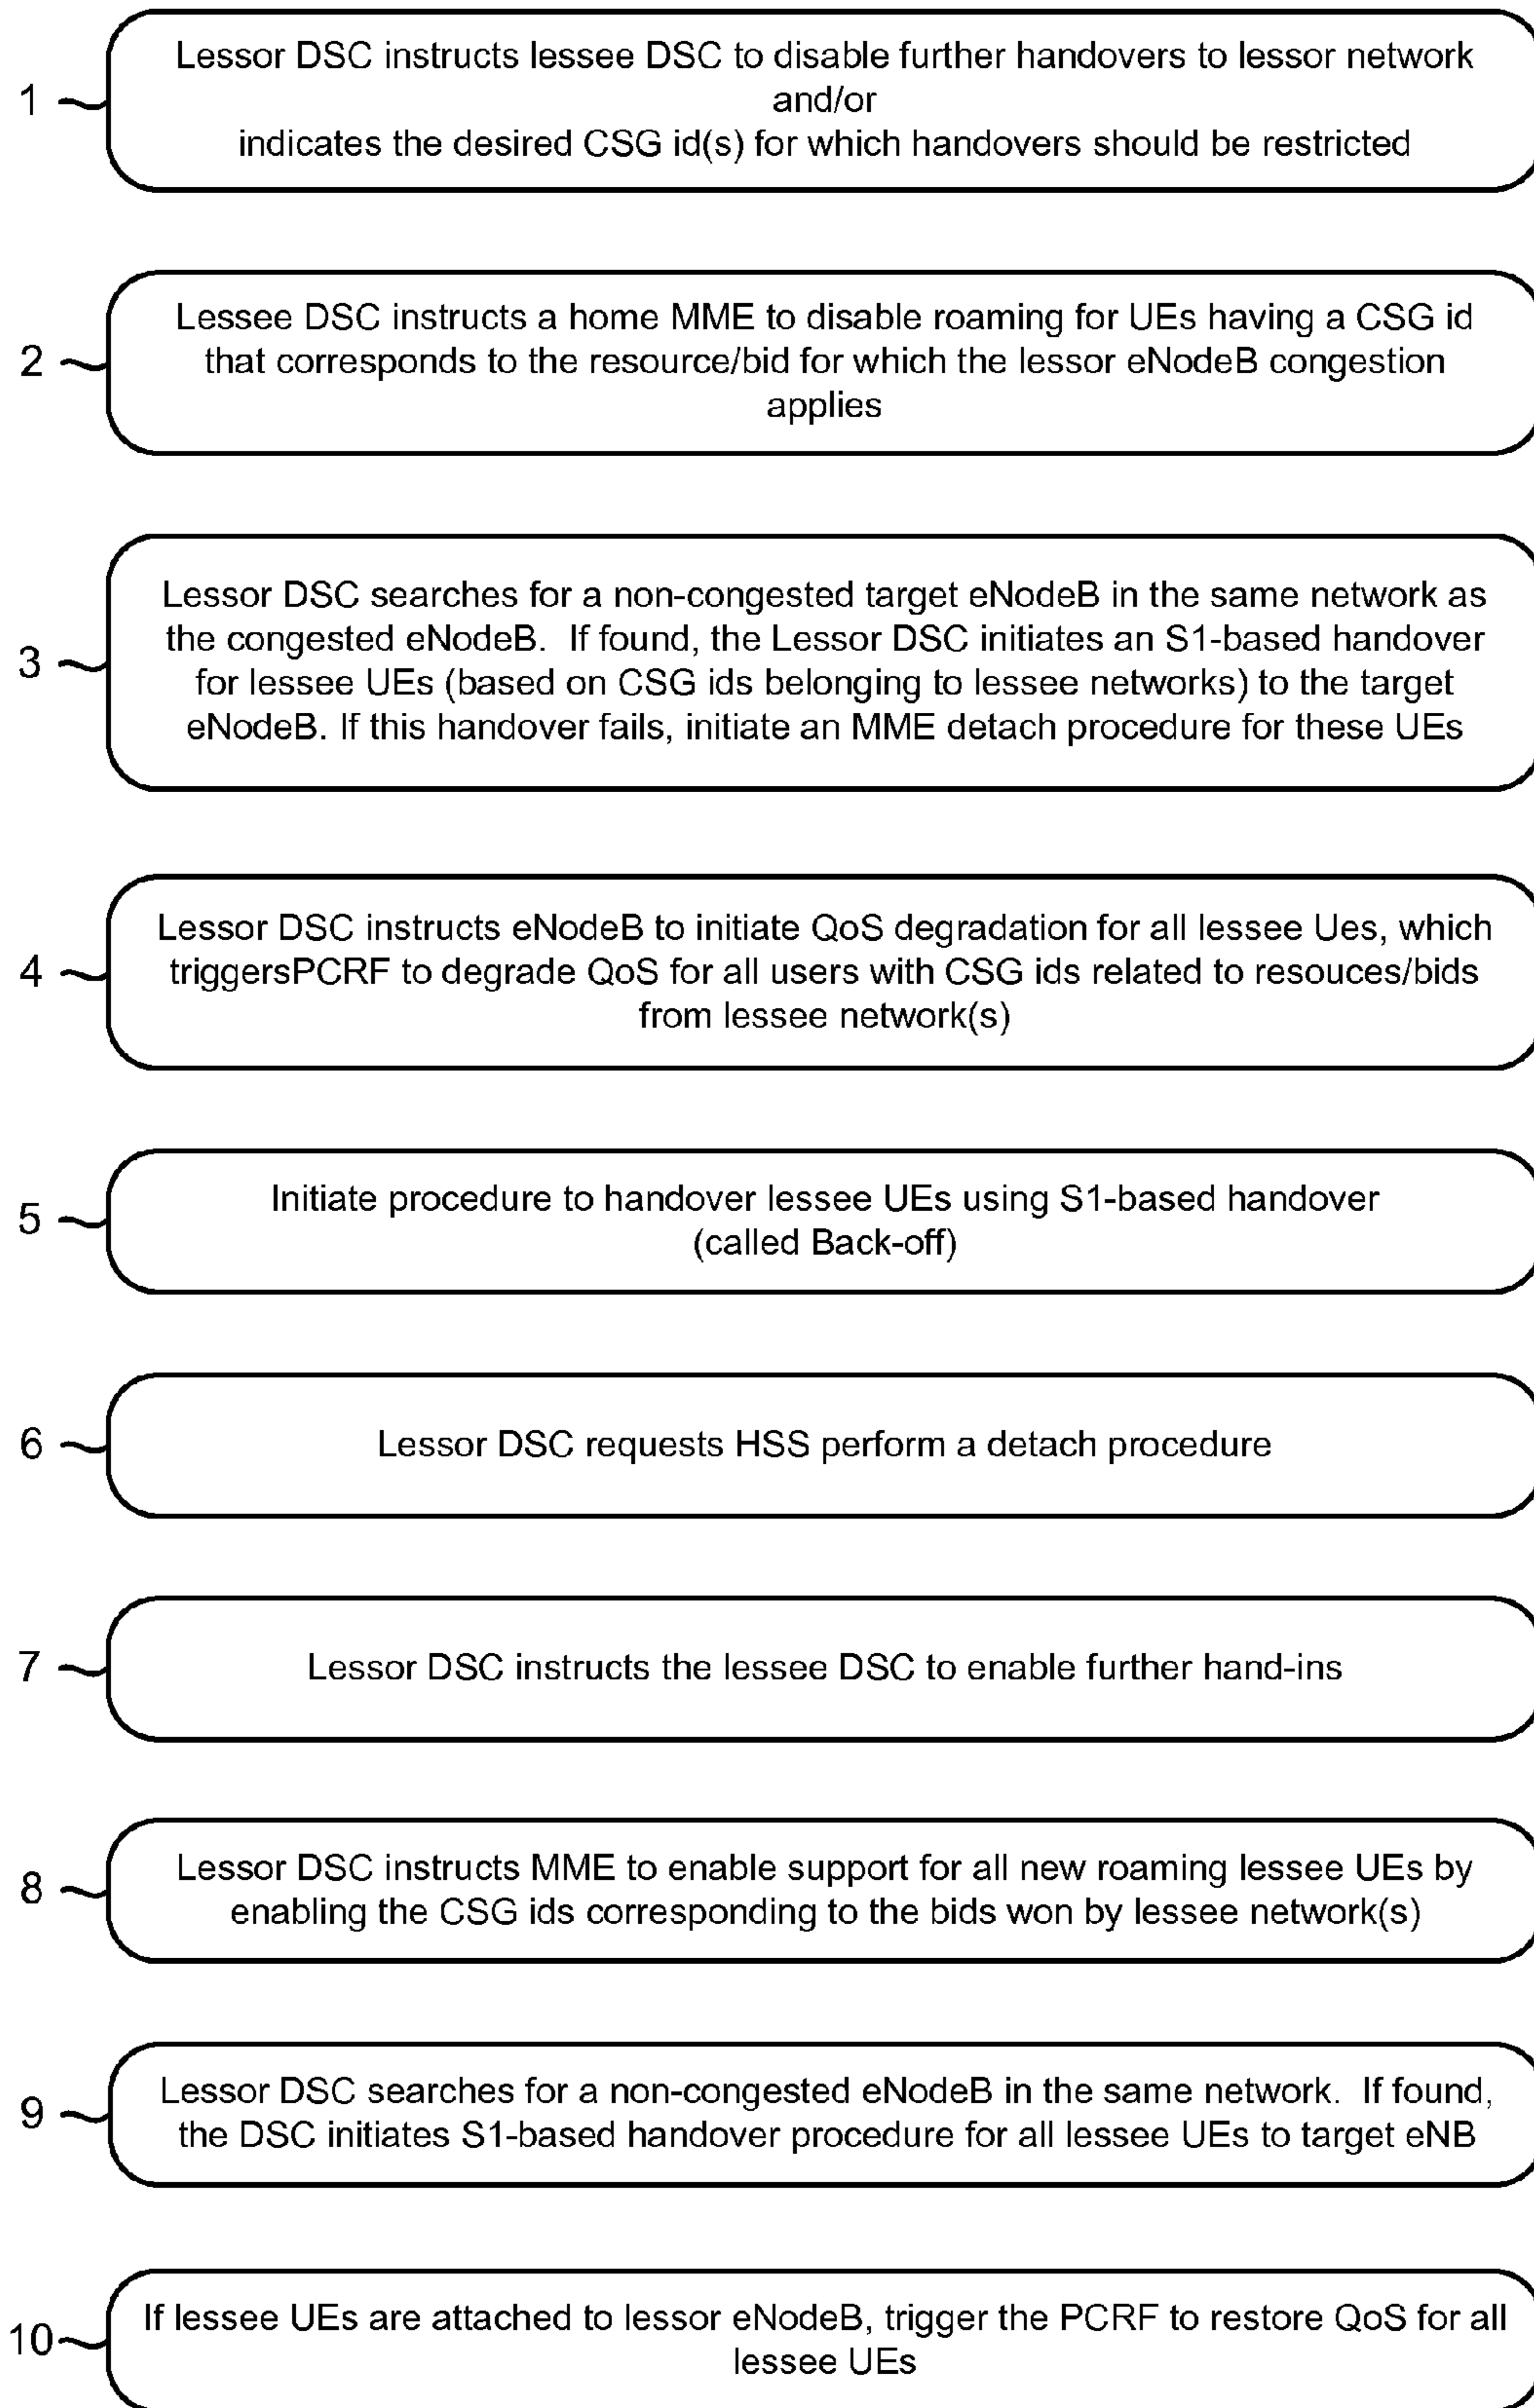 1
Lessor DSC instructs lessee DSC to disable further handovers to lessor network
and/or
indicates the desired CSG id(s) for which handovers should be restricted
2
Lessee DSC instructs a home MME to disable roaming for UEs having a CSG id
that corresponds to the resource/bid for which the lessor eNodeB congestion
applies
3
Lessor DSC searches for a non-congested target eNodeB in the same network as
the congested eNodeB. If found, the Lessor DSC initiates an S1-based handover
for lessee UEs (based on CSG ids belonging to lessee networks) to the target
eNodeB. If this handover fails, initiate an MME detach procedure for these UEs
4
Lessor DSC instructs eNodeB to initiate QoS degradation for all lessee Ues, which
triggersPCRF to degrade QoS for all users with CSG ids related to resouces/bids
from lessee network(s)
5
Initiate procedure to handover lessee UEs using S1-based handover
(called Back-off)
6
Lessor DSC requests HSS perform a detach procedure
7
Lessor DSC instructs the lessee DSC to enable further hand-ins
8
Lessor DSC instructs MME to enable support for all new roaming lessee UEs by
enabling the CSG ids corresponding to the bids won by lessee network(s)
9
Lessor DSC searches for a non-congested eNodeB in the same network. If found,
the DSC initiates S1-based handover procedure for all lessee UEs to target eNB
10
If lessee UEs are attached to lessor eNodeB, trigger the PCRF to restore QoS for all
lessee UEs